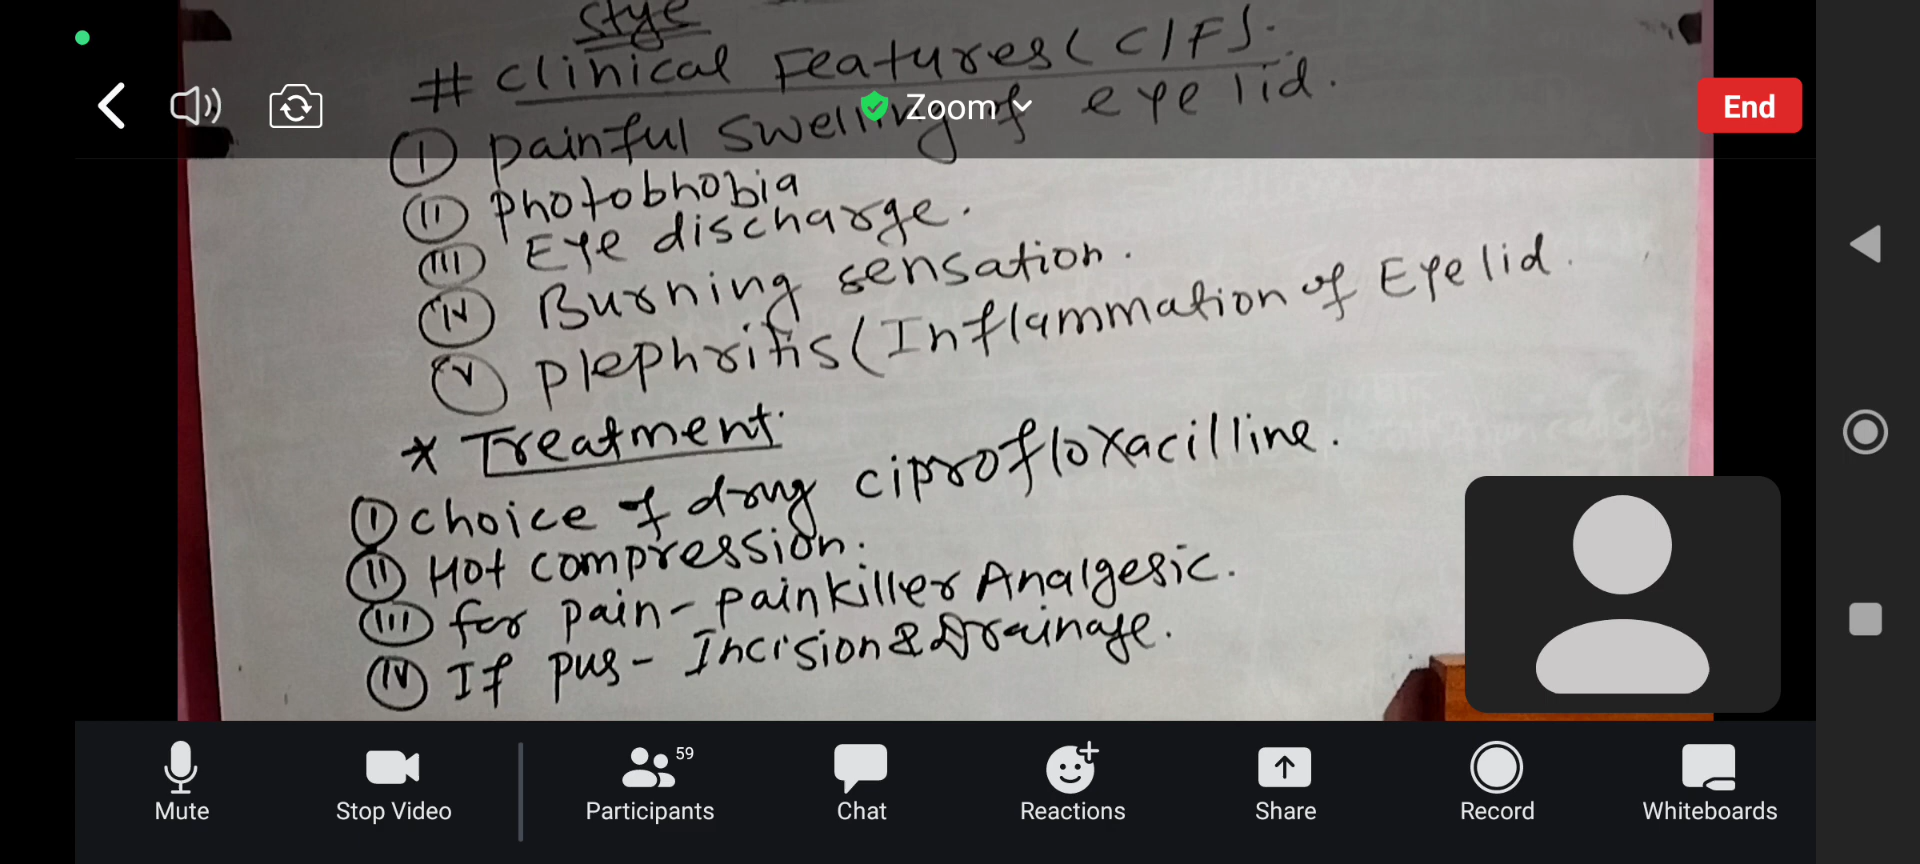 Stye
# Clinical Features (C/F).
Zoom
End
(I) painful swelling of eye lid.
(II) Photobhobia
(III) Eye discharge.
(IV) Burning sensation.
(V) plephritis (Inflammation of Eyelid.
* Treatment.
(I) choice of drug ciprofloxacilline.
(II) Hot compression.
(III) for pain - painkiller Analgesic.
(IV) If pus - Incision & Drainage.
59
Mute
Stop Video
Participants
Chat
Reactions
Share
Record
Whiteboards